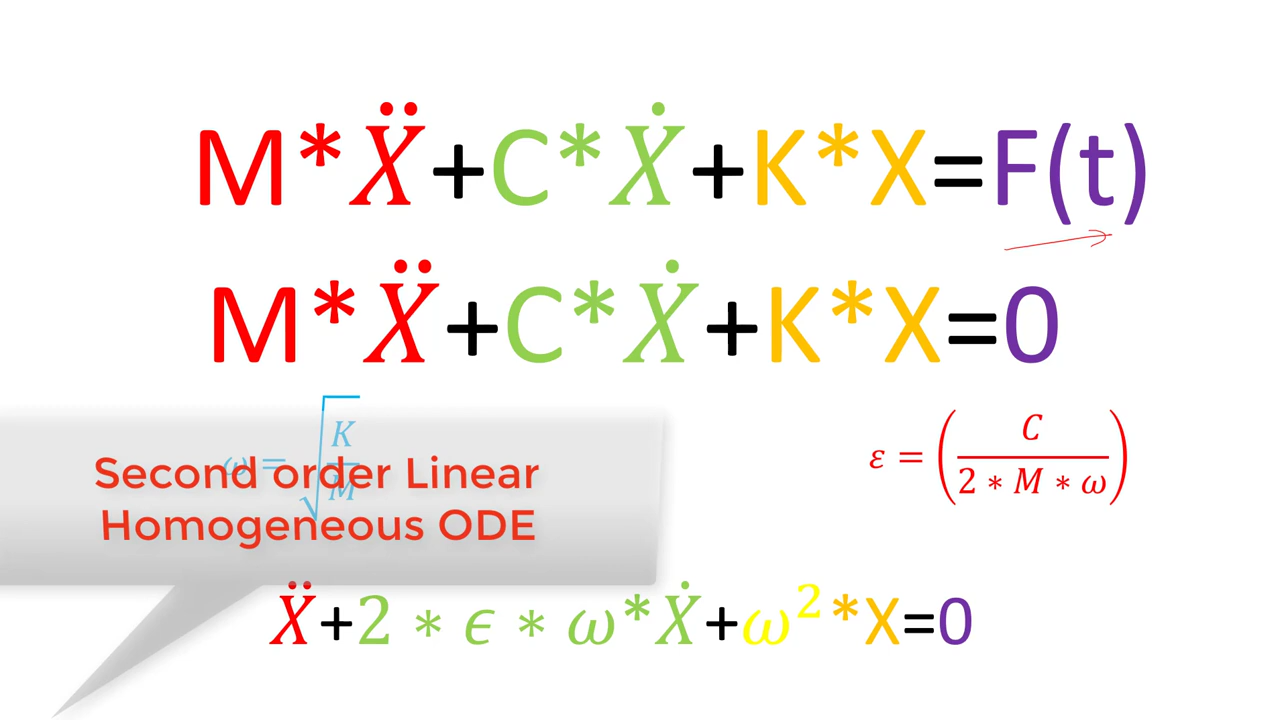 M*Ẍ+C*Ẋ+K*X=F(t)
M*Ẍ+C*Ẋ+K*X=0
ω = √(K/M)
ε = (C/(2 * M * ω))
Second order Linear
Homogeneous ODE
Ẍ+2 * ϵ * ω*Ẋ+ω²*X=0